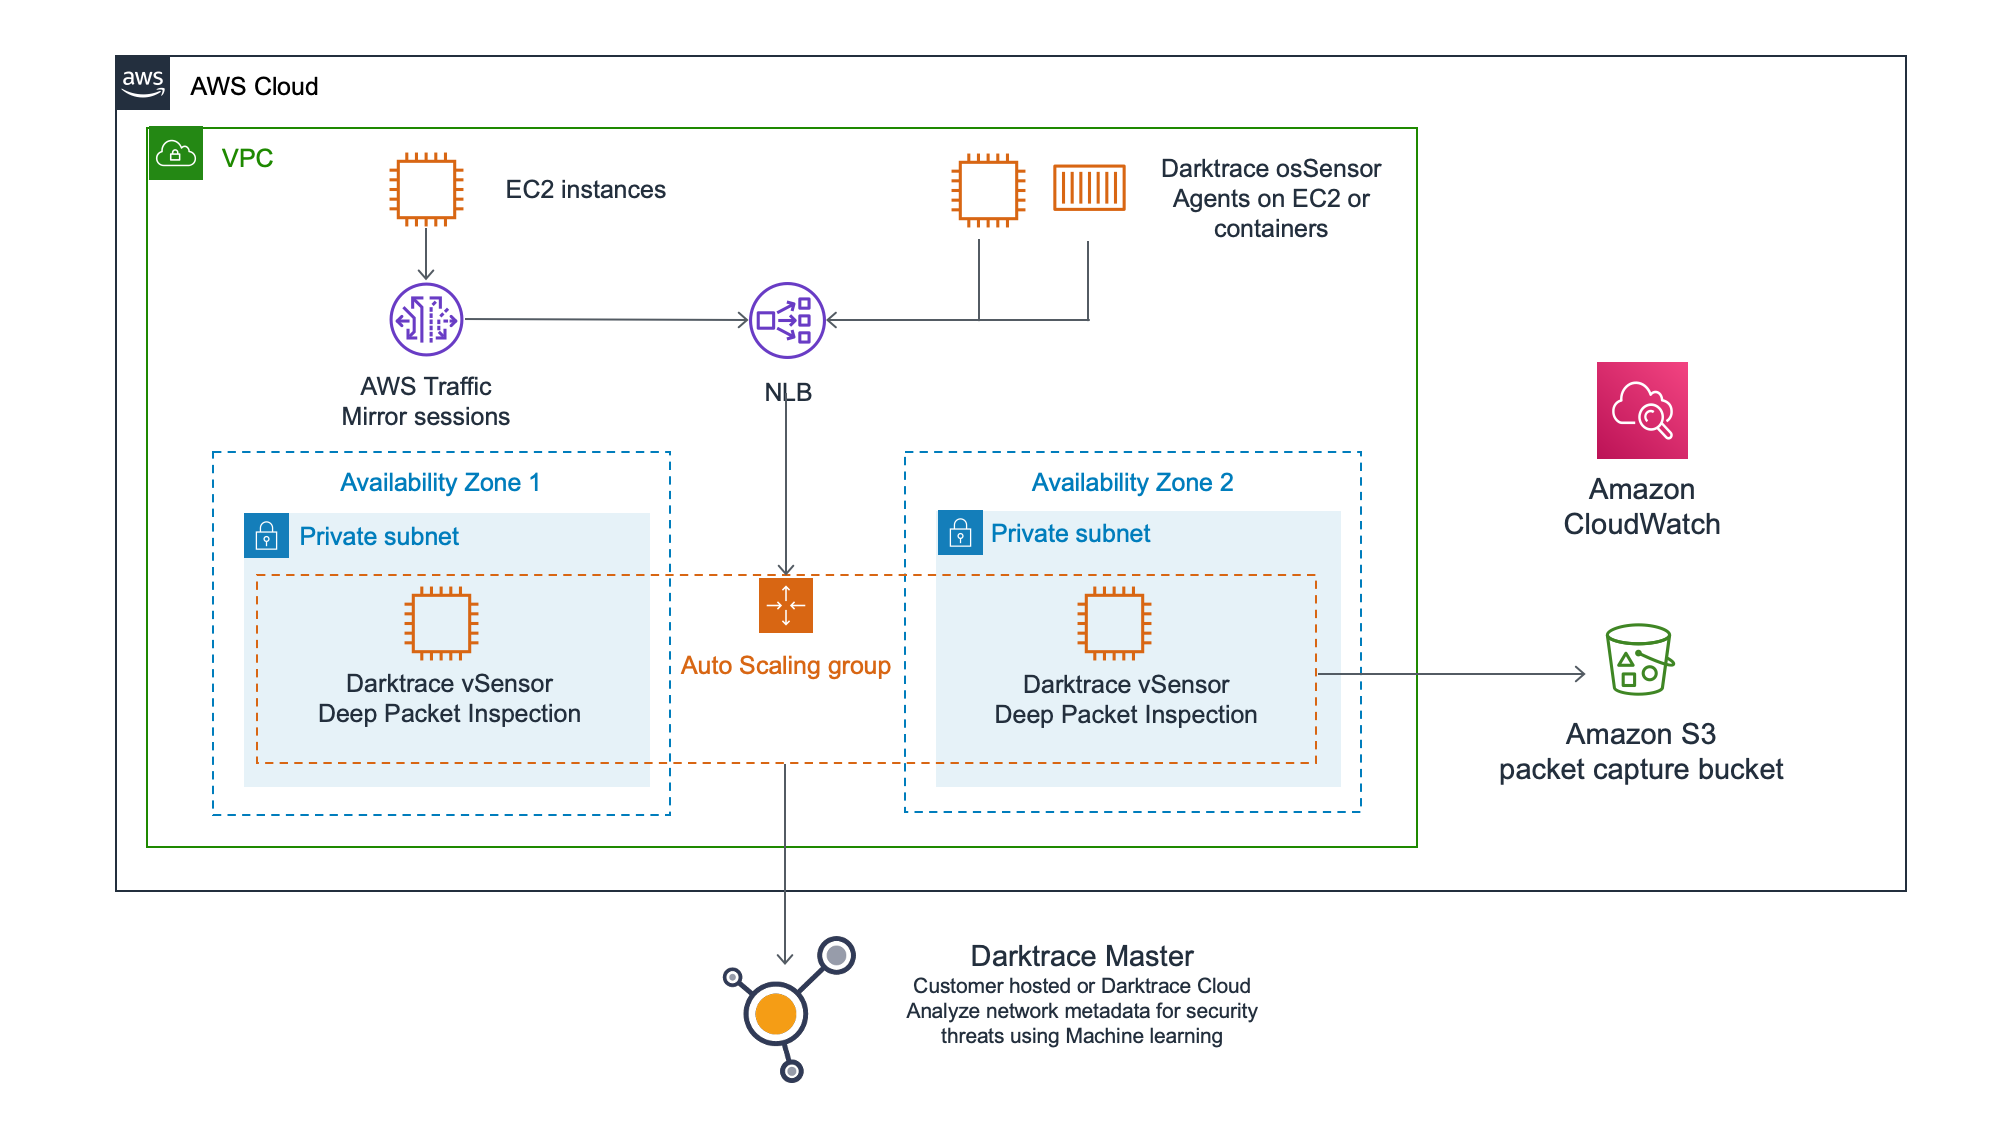 aws
AWS Cloud
VPC
EC2 instances
Darktrace osSensor
Agents on EC2 or
containers
AWS Traffic
Mirror sessions
NLB
Amazon
CloudWatch
Availability Zone 1
Availability Zone 2
Private subnet
Private subnet
Auto Scaling group
Darktrace vSensor
Deep Packet Inspection
Darktrace vSensor
Deep Packet Inspection
Amazon S3
packet capture bucket
Darktrace Master
Customer hosted or Darktrace Cloud
Analyze network metadata for security
threats using Machine learning